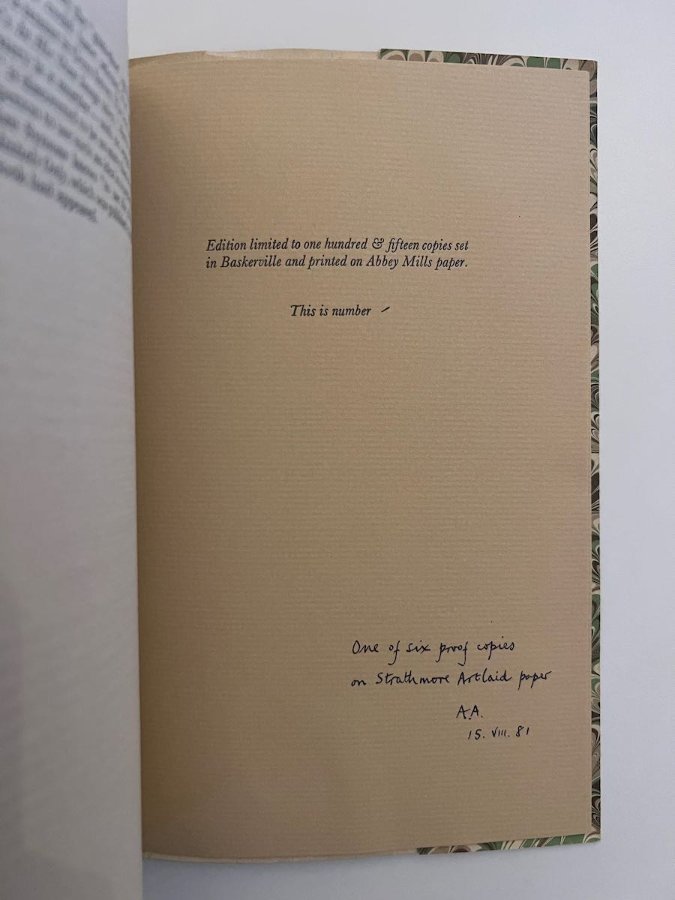 Edition limited to one hundred & fifteen copies set
in Baskerville and printed on Abbey Mills paper.
This is number
One of six proof copies
on Strathmore Artlaid paper
A.A.
15. VIII. 81